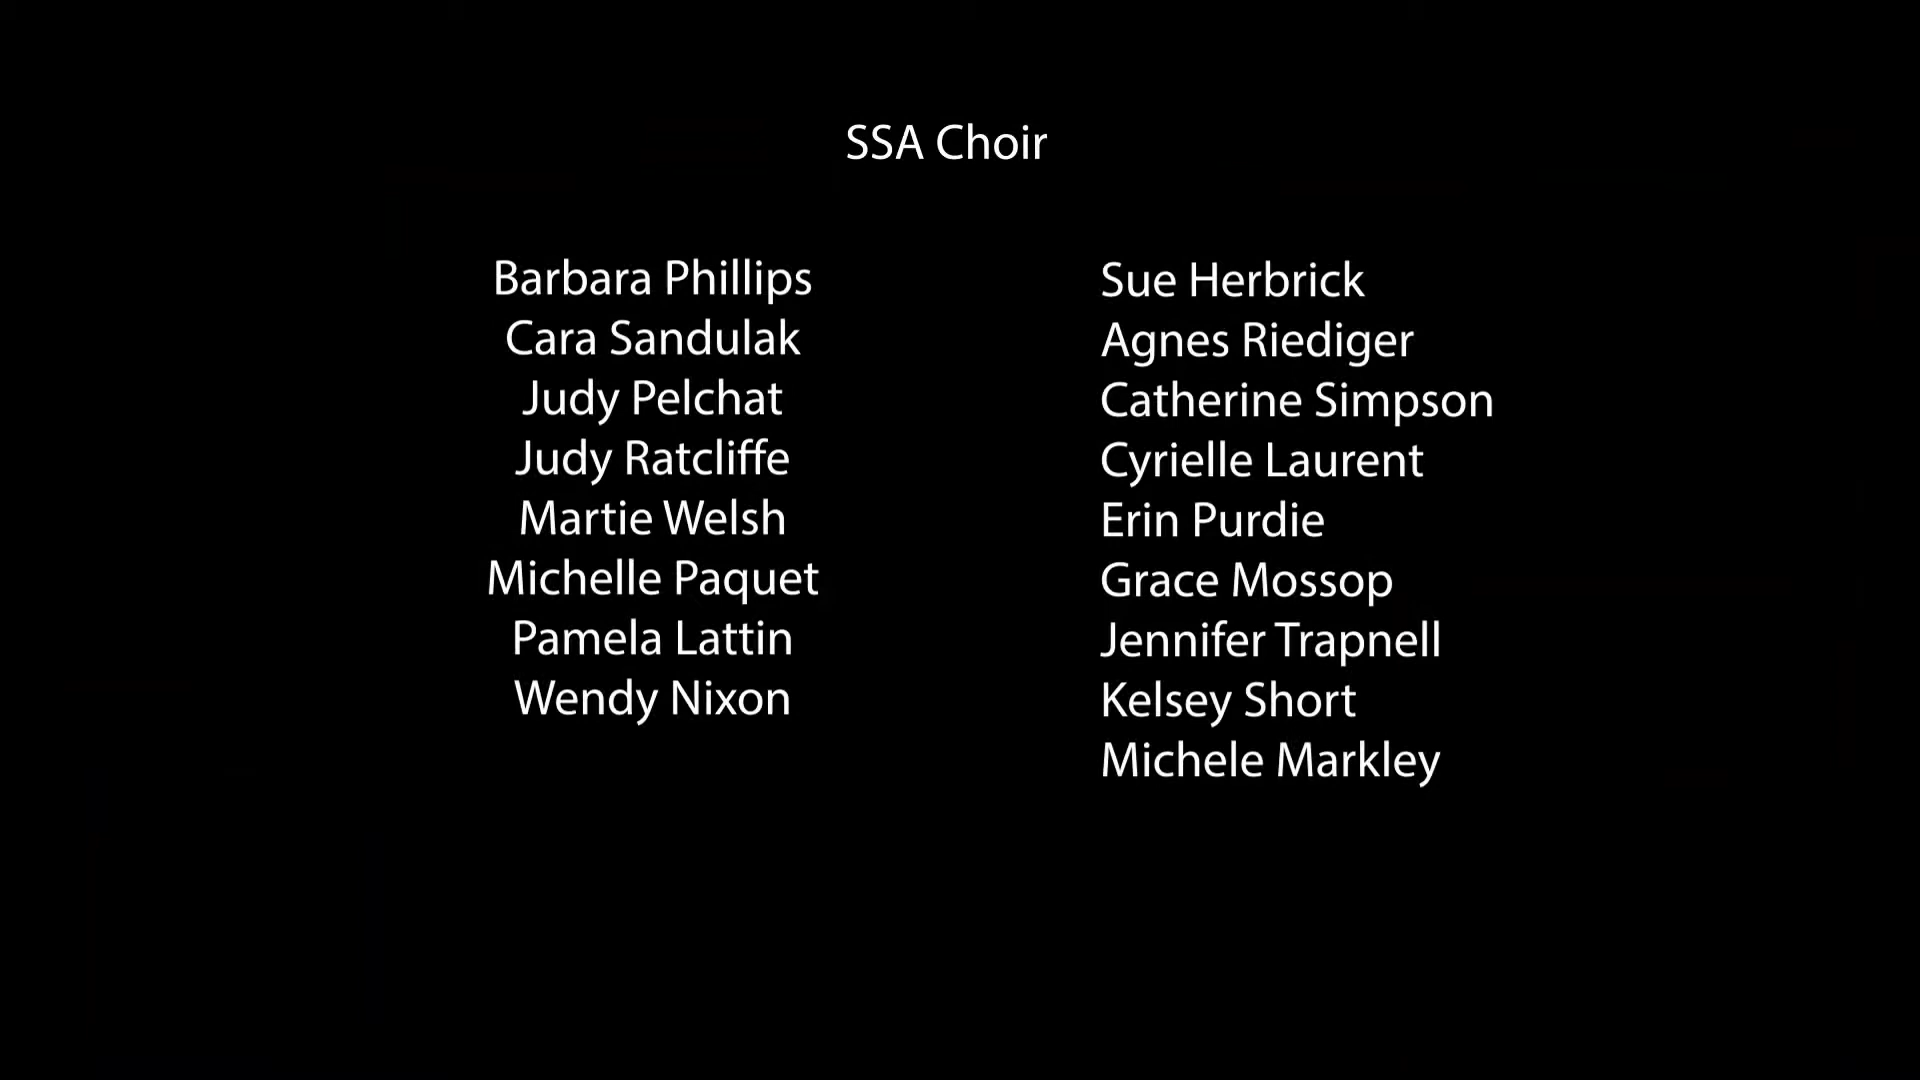 SSA Choir
Barbara Phillips
Cara Sandulak
Judy Pelchat
Judy Ratcliffe
Martie Welsh
Michelle Paquet
Pamela Lattin
Wendy Nixon
Sue Herbrick
Agnes Riediger
Catherine Simpson
Cyrielle Laurent
Erin Purdie
Grace Mossop
Jennifer Trapnell
Kelsey Short
Michele Markley